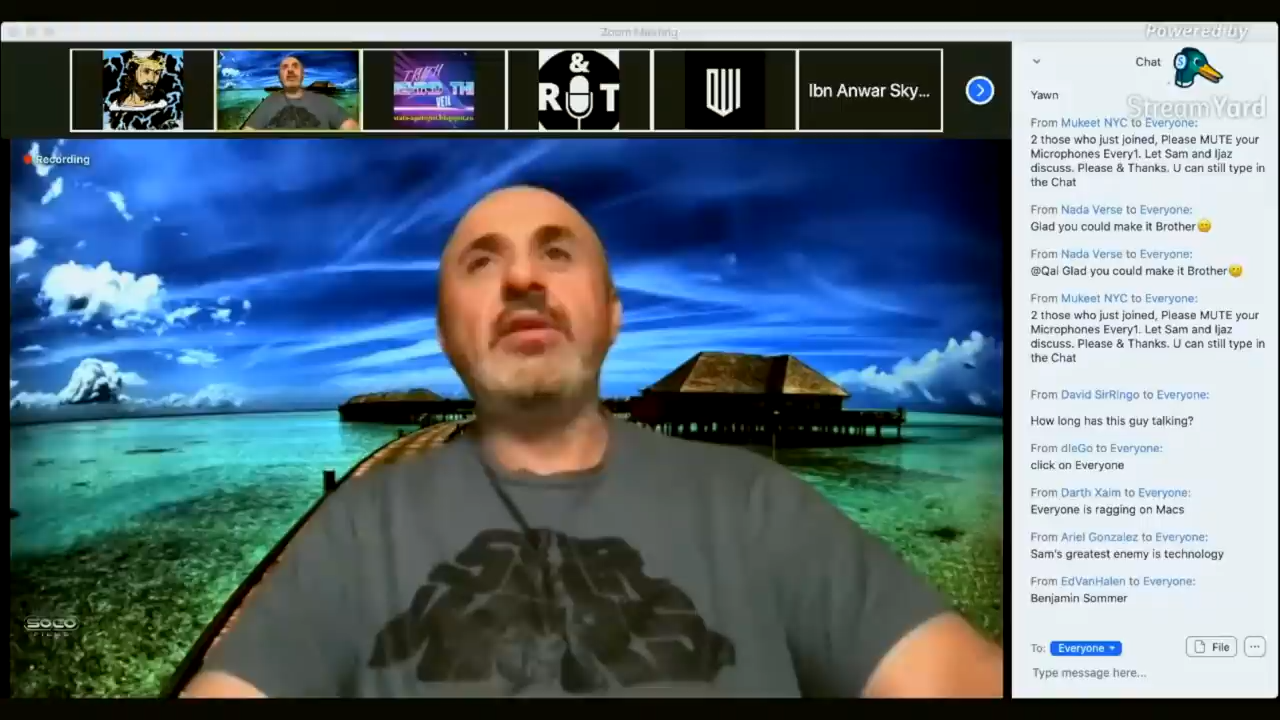 Zoom Meeting
Powered by
StreamYard
& 
R T
BEHIND THE
VEIL
Ibn Anwar Sky...
Recording
SOCO
FILMS
Chat
Yawn
From Mukeet NYC to Everyone:
2 those who just joined, Please MUTE your
Microphones Every1. Let Sam and Ijaz
discuss. Please & Thanks. U can still type in
the Chat
From Nada Verse to Everyone:
Glad you could make it Brother🙂
From Nada Verse to Everyone:
@Qai Glad you could make it Brother🙂
From Mukeet NYC to Everyone:
2 those who just joined, Please MUTE your
Microphones Every1. Let Sam and Ijaz
discuss. Please & Thanks. U can still type in
the Chat
From David SirRingo to Everyone:
How long has this guy talking?
From dIeGo to Everyone:
click on Everyone
From Darth Xaim to Everyone:
Everyone is ragging on Macs
From Ariel Gonzalez to Everyone:
Sam's greatest enemy is technology
From EdVanHalen to Everyone:
Benjamin Sommer
To: Everyone
File
Type message here...